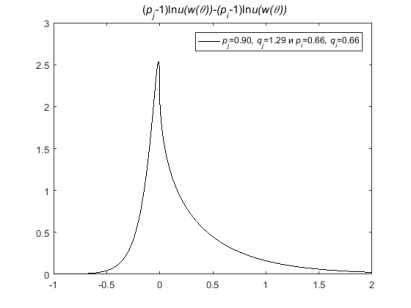 (p_j-1)lnu(w(θ))-(p_i-1)lnu(w(θ))
p_j=0.90, q_j=1.29 и p_i=0.66, q_i=0.66
3
2.5
2
1.5
1
0.5
0
-1 -0.5 0 0.5 1 1.5 2